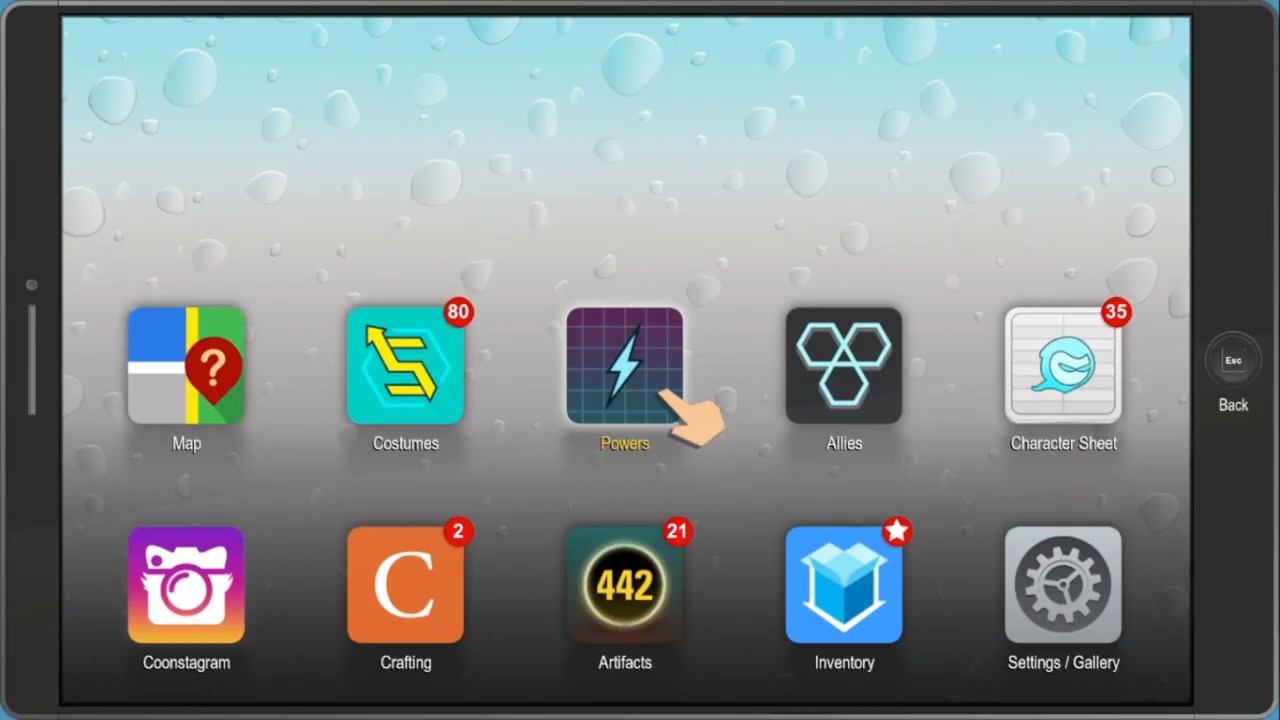 80
35
?
Esc
Back
Map
Costumes
Powers
Allies
Character Sheet
2
21
C
442
Coonstagram
Crafting
Artifacts
Inventory
Settings / Gallery